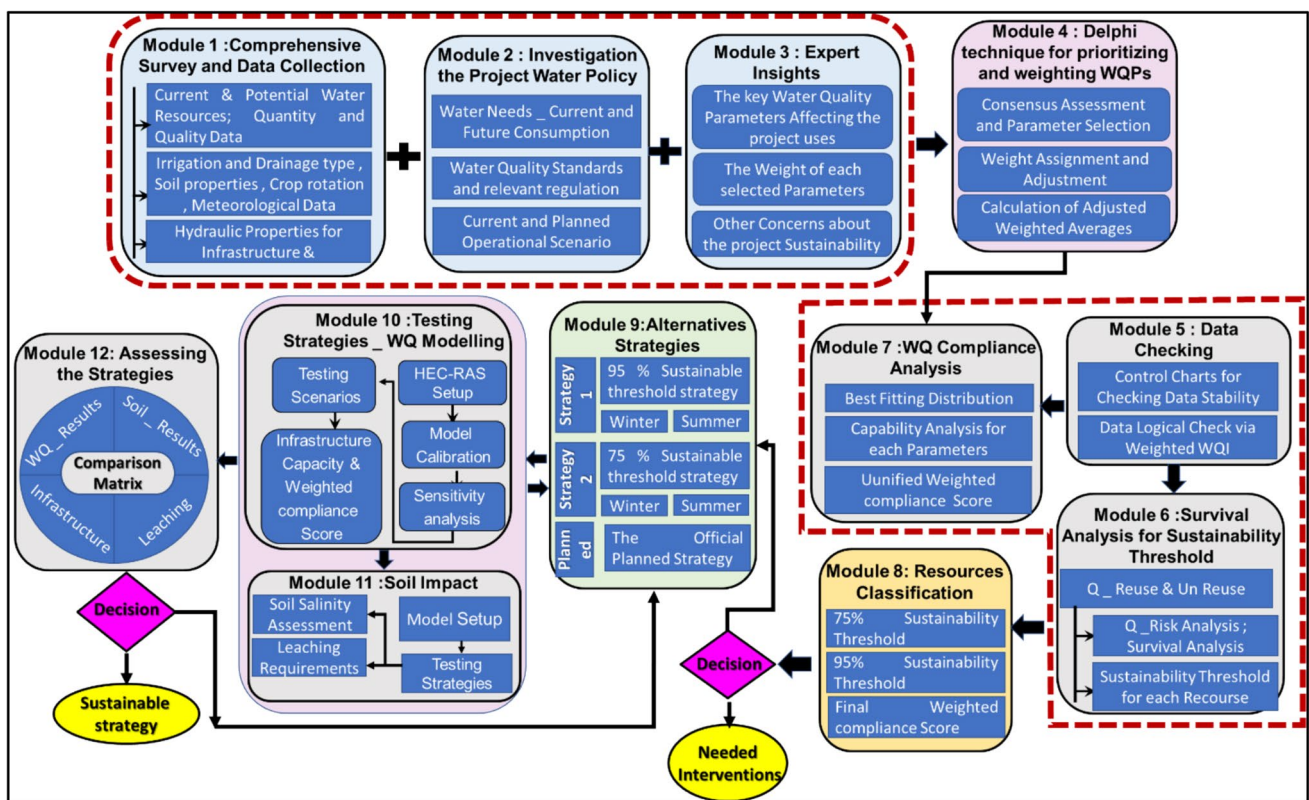 Module 1 :Comprehensive
Survey and Data Collection
Current & Potential Water
Resources; Quantity and
Quality Data
Irrigation and Drainage type ,
Soil properties , Crop rotation
, Meteorological Data
Hydraulic Properties for
Infrastructure &
Module 2 : Investigation
the Project Water Policy
Water Needs _ Current and
Future Consumption
Water Quality Standards
and relevant regulation
Current and Planned
Operational Scenario
Module 3 : Expert
Insights
The key Water Quality
Parameters Affecting the
project uses
The Weight of each
selected Parameters
Other Concerns about
the project Sustainability
Module 4 : Delphi
technique for prioritizing
and weighting WQPs
Consensus Assessment
and Parameter Selection
Weight Assignment and
Adjustment
Calculation of Adjusted
Weighted Averages
Module 5 : Data
Checking
Control Charts for
Checking Data Stability
Data Logical Check via
Weighted WQI
Module 6 :Survival
Analysis for Sustainability
Threshold
Q _ Reuse & Un Reuse
Q _Risk Analysis ;
Survival Analysis
Sustainability Threshold
for each Recourse
Module 7 :WQ Compliance
Analysis
Best Fitting Distribution
Capability Analysis for
each Parameters
Uunified Weighted
compliance Score
Module 8: Resources
Classification
75% Sustainability
Threshold
95% Sustainability
Threshold
Final Weighted
compliance Score
Decision
Needed
Interventions
Module 9:Alternatives
Strategies
Strategy
1
95 % Sustainable
threshold strategy
Winter
Summer
Strategy
2
75 % Sustainable
threshold strategy
Winter
Summer
Plann
ed
The Official
Planned Strategy
Module 10 :Testing
Strategies _ WQ Modelling
Testing
Scenarios
Infrastructure
Capacity &
Weighted
compliance
Score
HEC-RAS
Setup
Model
Calibration
Sensitivity
analysis
Module 11 :Soil Impact
Soil Salinity
Assessment
Leaching
Requirements
Model Setup
Testing
Strategies
Module 12: Assessing
the Strategies
WQ_ Results
Soil_ Results
Comparison
Matrix
Infrastructure
Leaching
Decision
Sustainable
strategy